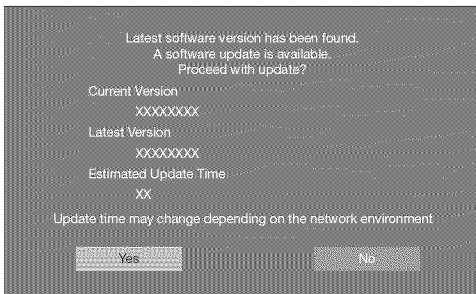 Latest software version has been found.
A software update is available.
Proceed with update?
Current Version
XXXXXXXX
Latest Version
XXXXXXXX
Estimated Update Time
XX
Update time may change depending on the network environment
Yes
No